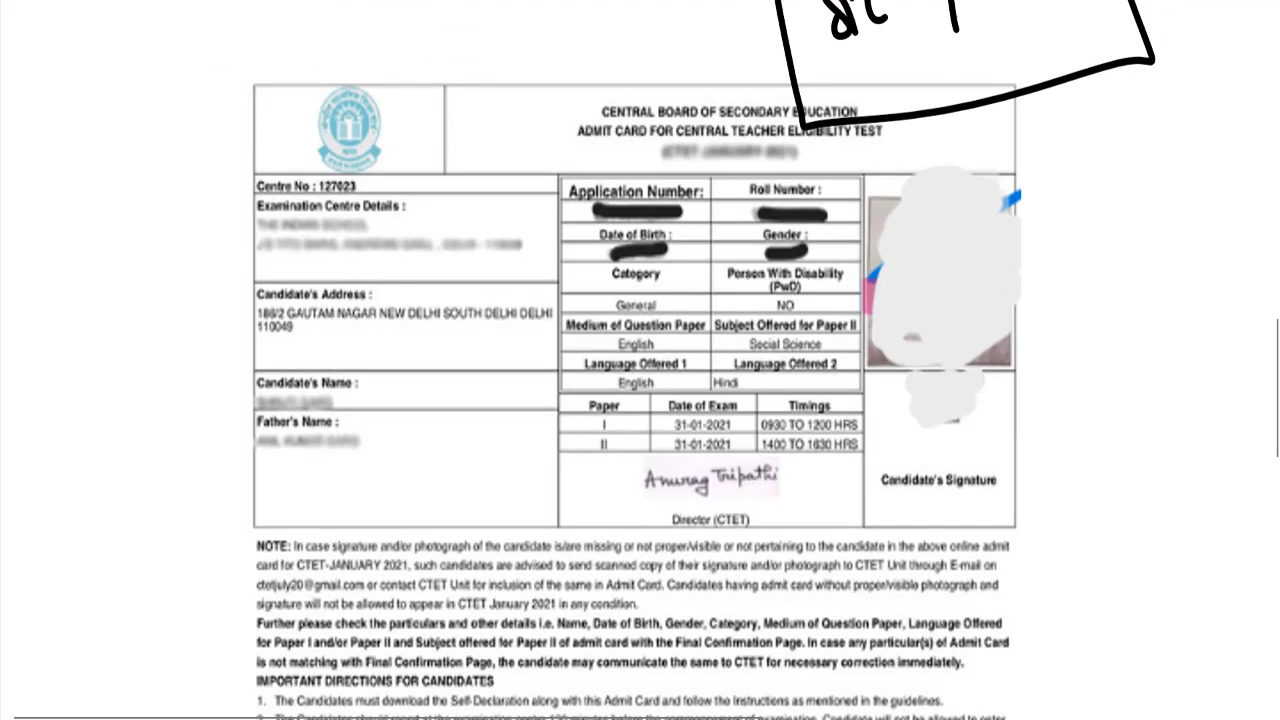 CENTRAL BOARD OF SECONDARY EDUCATION
ADMIT CARD FOR CENTRAL TEACHER ELIGIBILITY TEST
Centre No : 127023
Examination Centre Details :
Candidate's Address :
186/2 GAUTAM NAGAR NEW DELHI SOUTH DELHI DELHI
110049
Candidate's Name :
Father's Name :
Application Number:
Roll Number :
Date of Birth :
Gender :
Category
Person With Disability
(PwD)
General
NO
Medium of Question Paper
Subject Offered for Paper II
English
Social Science
Language Offered 1
Language Offered 2
English
Hindi
Paper Date of Exam Timings
I 31-01-2021 0930 TO 1200 HRS
II 31-01-2021 1400 TO 1630 HRS
Anurag Tripathi
Director (CTET)
Candidate's Signature
NOTE: In case signature and/or photograph of the candidate is/are missing or not proper/visible or not pertaining to the candidate in the above online admit
card for CTET-JANUARY 2021, such candidates are advised to send scanned copy of their signature and/or photograph to CTET Unit through E-mail on
ctetjuly20@gmail.com or contact CTET Unit for inclusion of the same in Admit Card. Candidates having admit card without proper/visible photograph and
signature will not be allowed to appear in CTET January 2021 in any condition.
Further please check the particulars and other details i.e. Name, Date of Birth, Gender, Category, Medium of Question Paper, Language Offered
for Paper I and/or Paper II and Subject offered for Paper II of admit card with the Final Confirmation Page. In case any particular(s) of Admit Card
is not matching with Final Confirmation Page, the candidate may communicate the same to CTET for necessary correction immediately.
IMPORTANT DIRECTIONS FOR CANDIDATES
1. The Candidates must download the Self-Declaration along with this Admit Card and follow the Instructions as mentioned in the guidelines.